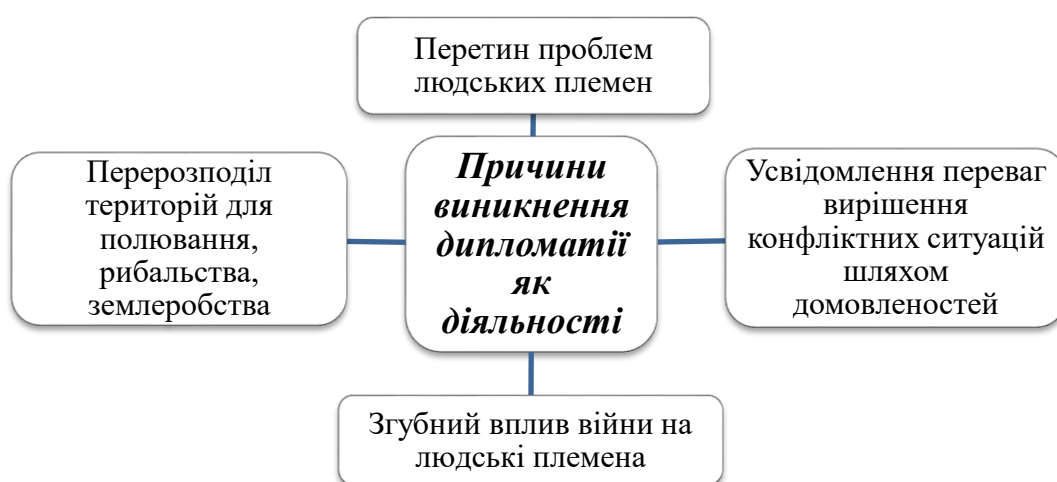 Перетин проблем
людських племен
Перерозподіл
територій для
полювання,
рибальства,
землеробства
Причини
виникнення
дипломатії
як
діяльності
Усвідомлення переваг
вирішення
конфліктних ситуацій
шляхом
домовленостей
Згубний вплив війни на
людські племена